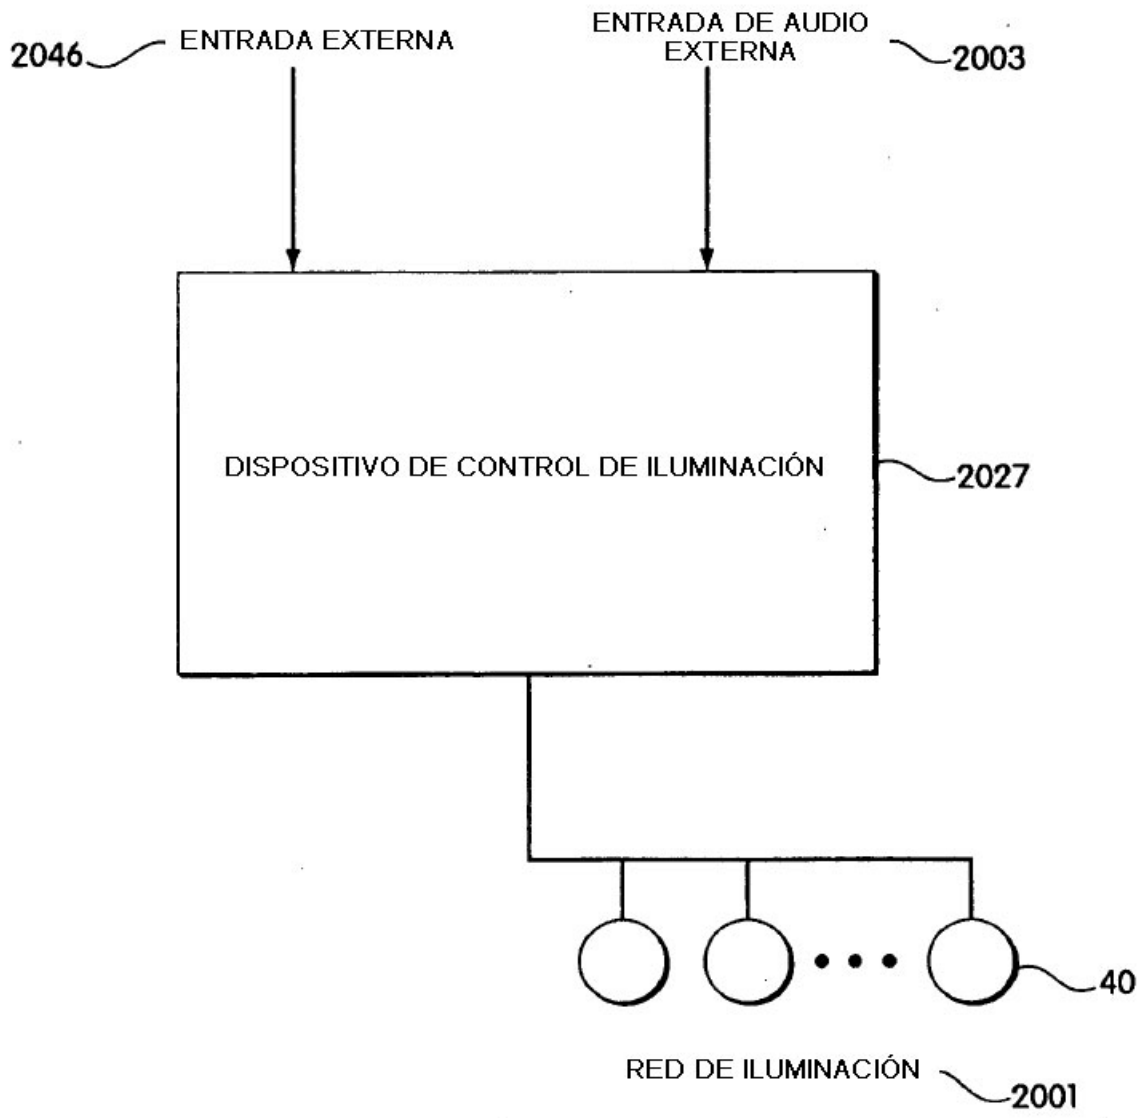 2046
ENTRADA EXTERNA
ENTRADA DE AUDIO
EXTERNA
2003
DISPOSITIVO DE CONTROL DE ILUMINACIÓN
2027
40
RED DE ILUMINACIÓN
2001